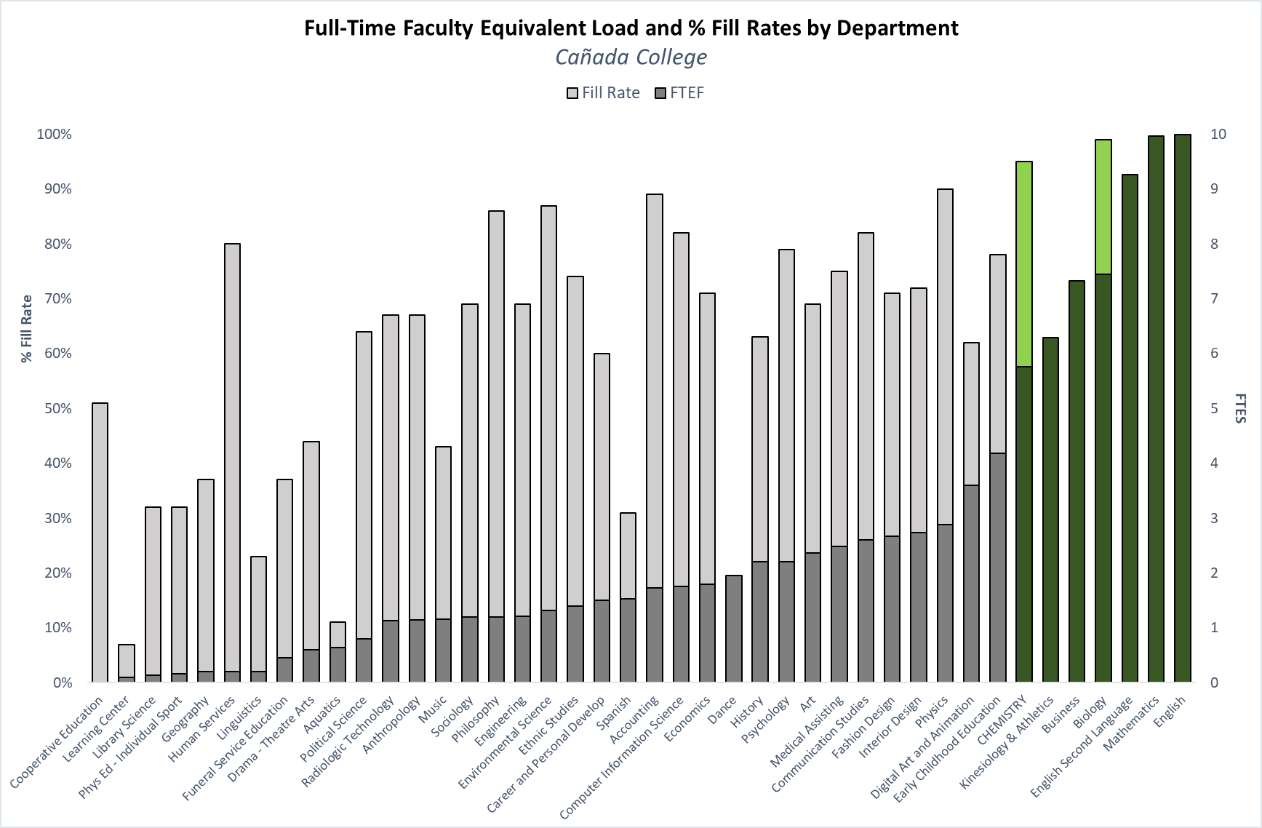 Full-Time Faculty Equivalent Load and % Fill Rates by Department
Cañada College
Fill Rate
FTEF
100%
90%
80%
70%
60%
50%
40%
30%
20%
10%
0%
% Fill Rate
10
9
8
7
6
5
4
3
2
1
0
FTES
Cooperative Education
Learning Center
Library Science
Phys Ed - Individual Sport
Geography
Human Services
Linguistics
Funeral Service Education
Drama - Theatre Arts
Aquatics
Political Science
Radiologic Technology
Anthropology
Music
Sociology
Philosophy
Engineering
Environmental Science
Ethnic Studies
Career and Personal Develop
Spanish
Accounting
Computer Information Science
Economics
Dance
History
Psychology
Art
Medical Assisting
Communication Studies
Fashion Design
Interior Design
Physics
Digital Art and Animation
Early Childhood Education
CHEMISTRY
Kinesiology & Athletics
Business
Biology
English Second Language
Mathematics
English